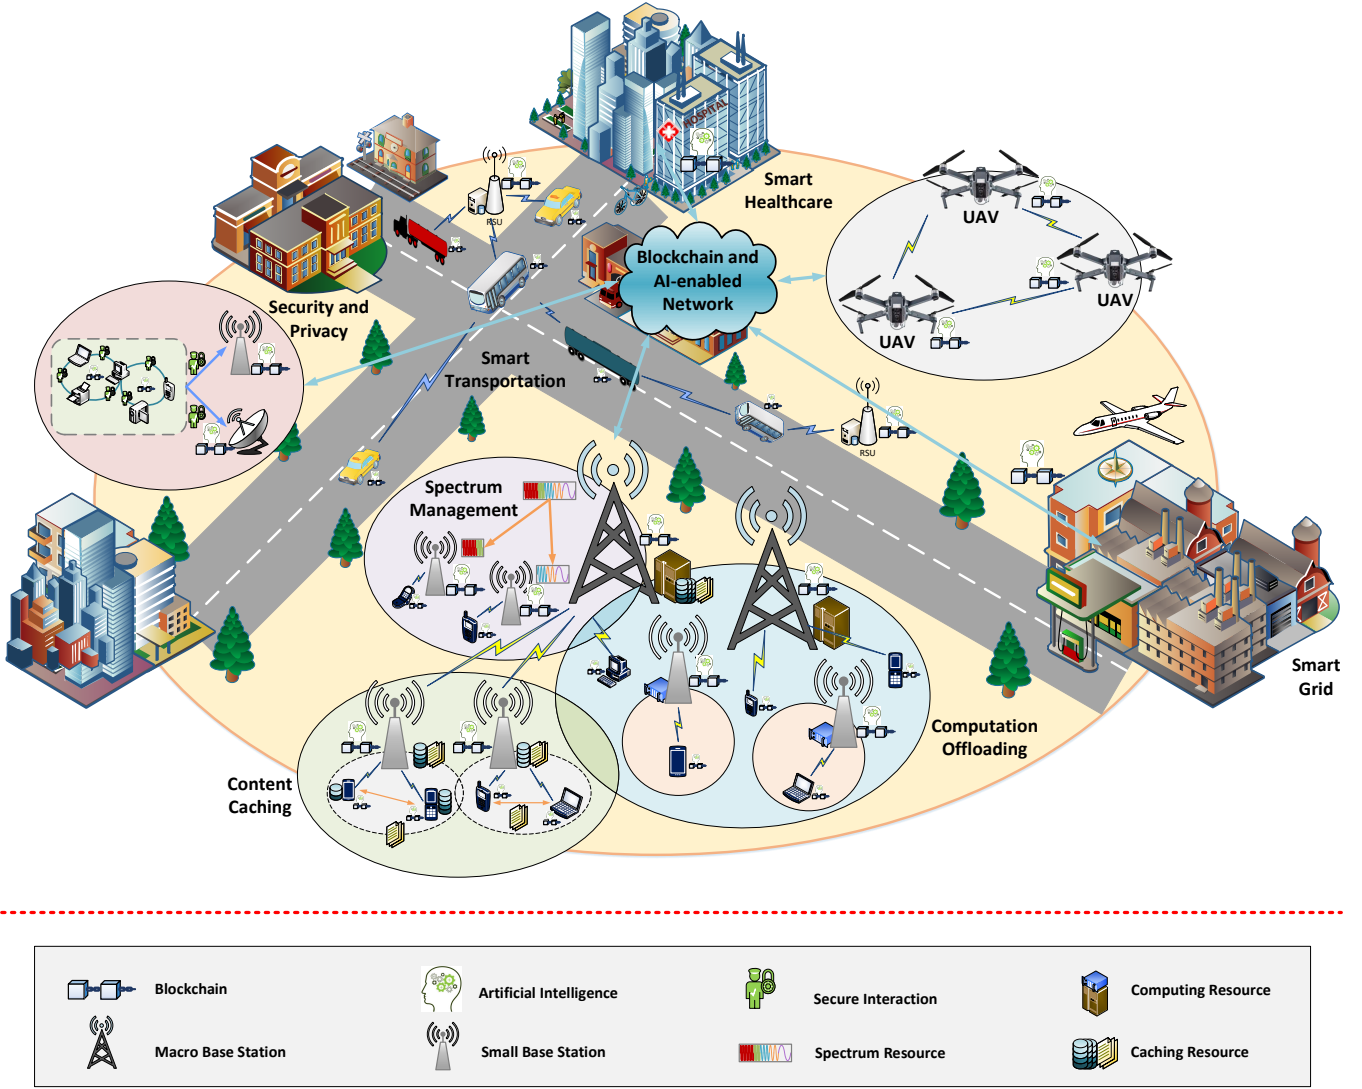 HOSPITAL
Smart
Healthcare
UAV
RSU
Blockchain and
AI-enabled
Network
UAV
UAV
Security and
Privacy
UAV
Smart
Transportation
RSU
Spectrum
Management
Smart
Grid
Computation
Offloading
Content
Caching
Blockchain
Artificial Intelligence
Secure Interaction
Computing Resource
Macro Base Station
Small Base Station
Spectrum Resource
Caching Resource